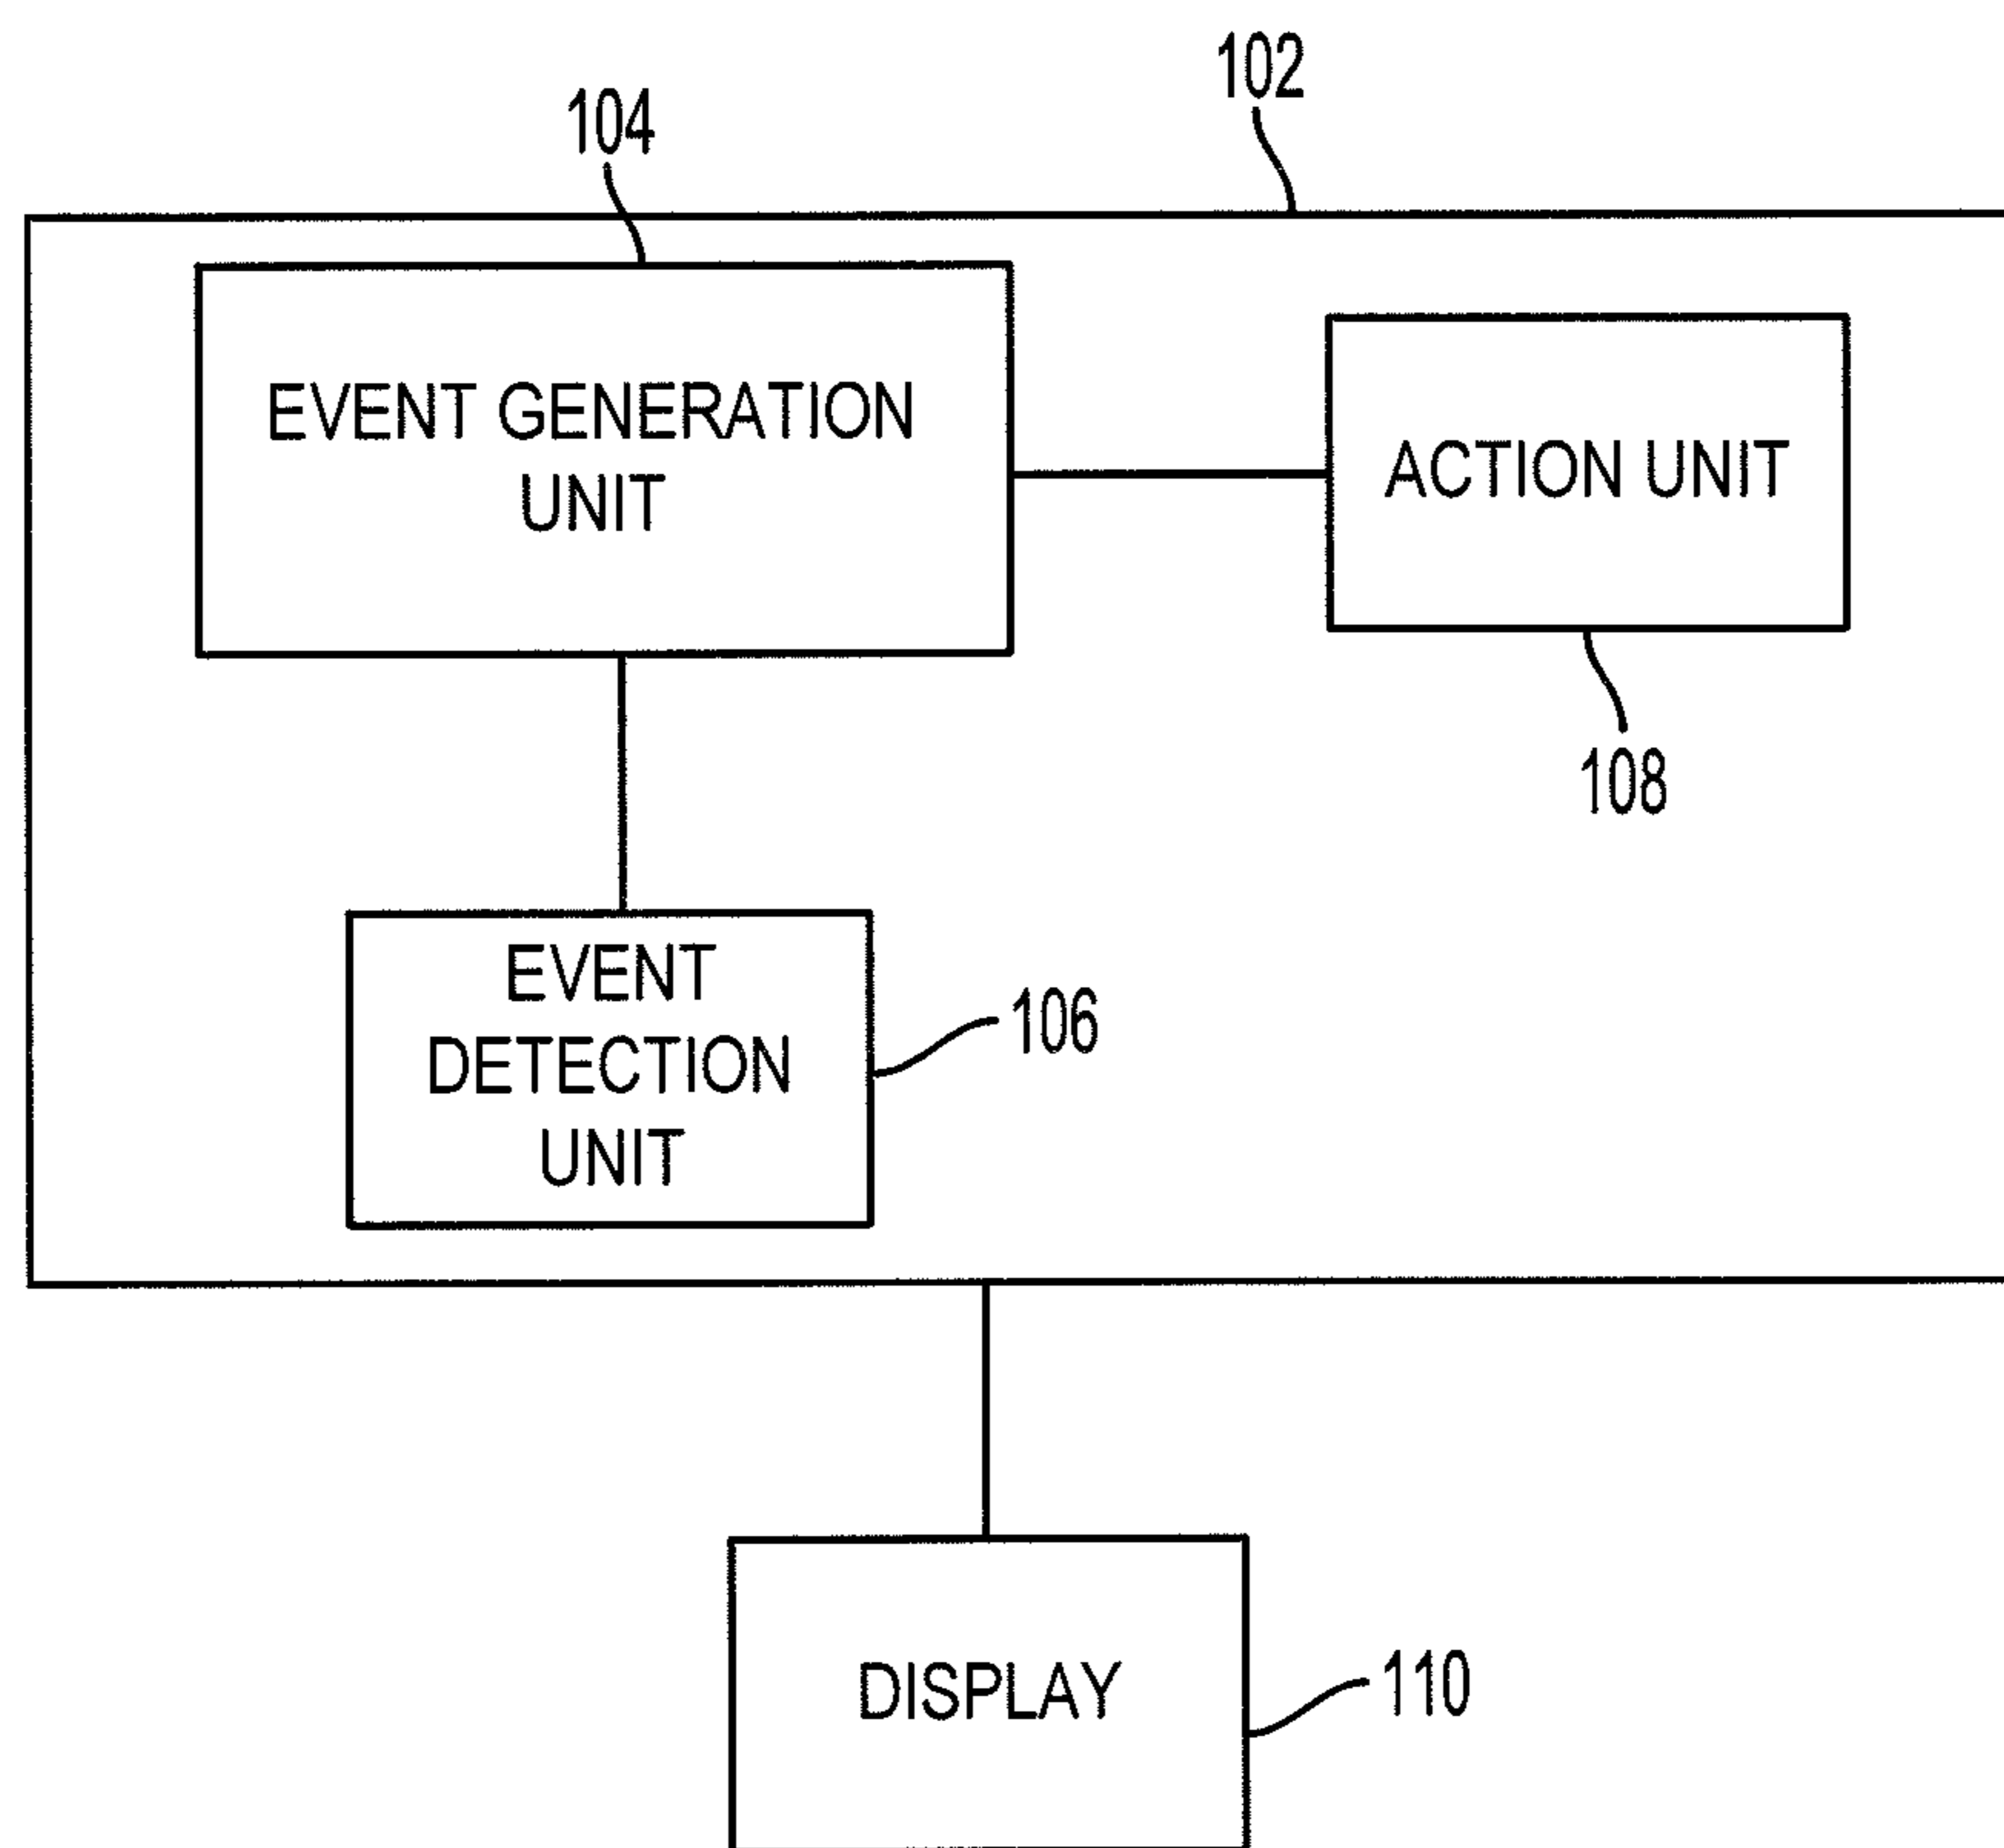 102
104
EVENT GENERATION
UNIT
ACTION UNIT
108
EVENT
DETECTION
UNIT
106
DISPLAY
110